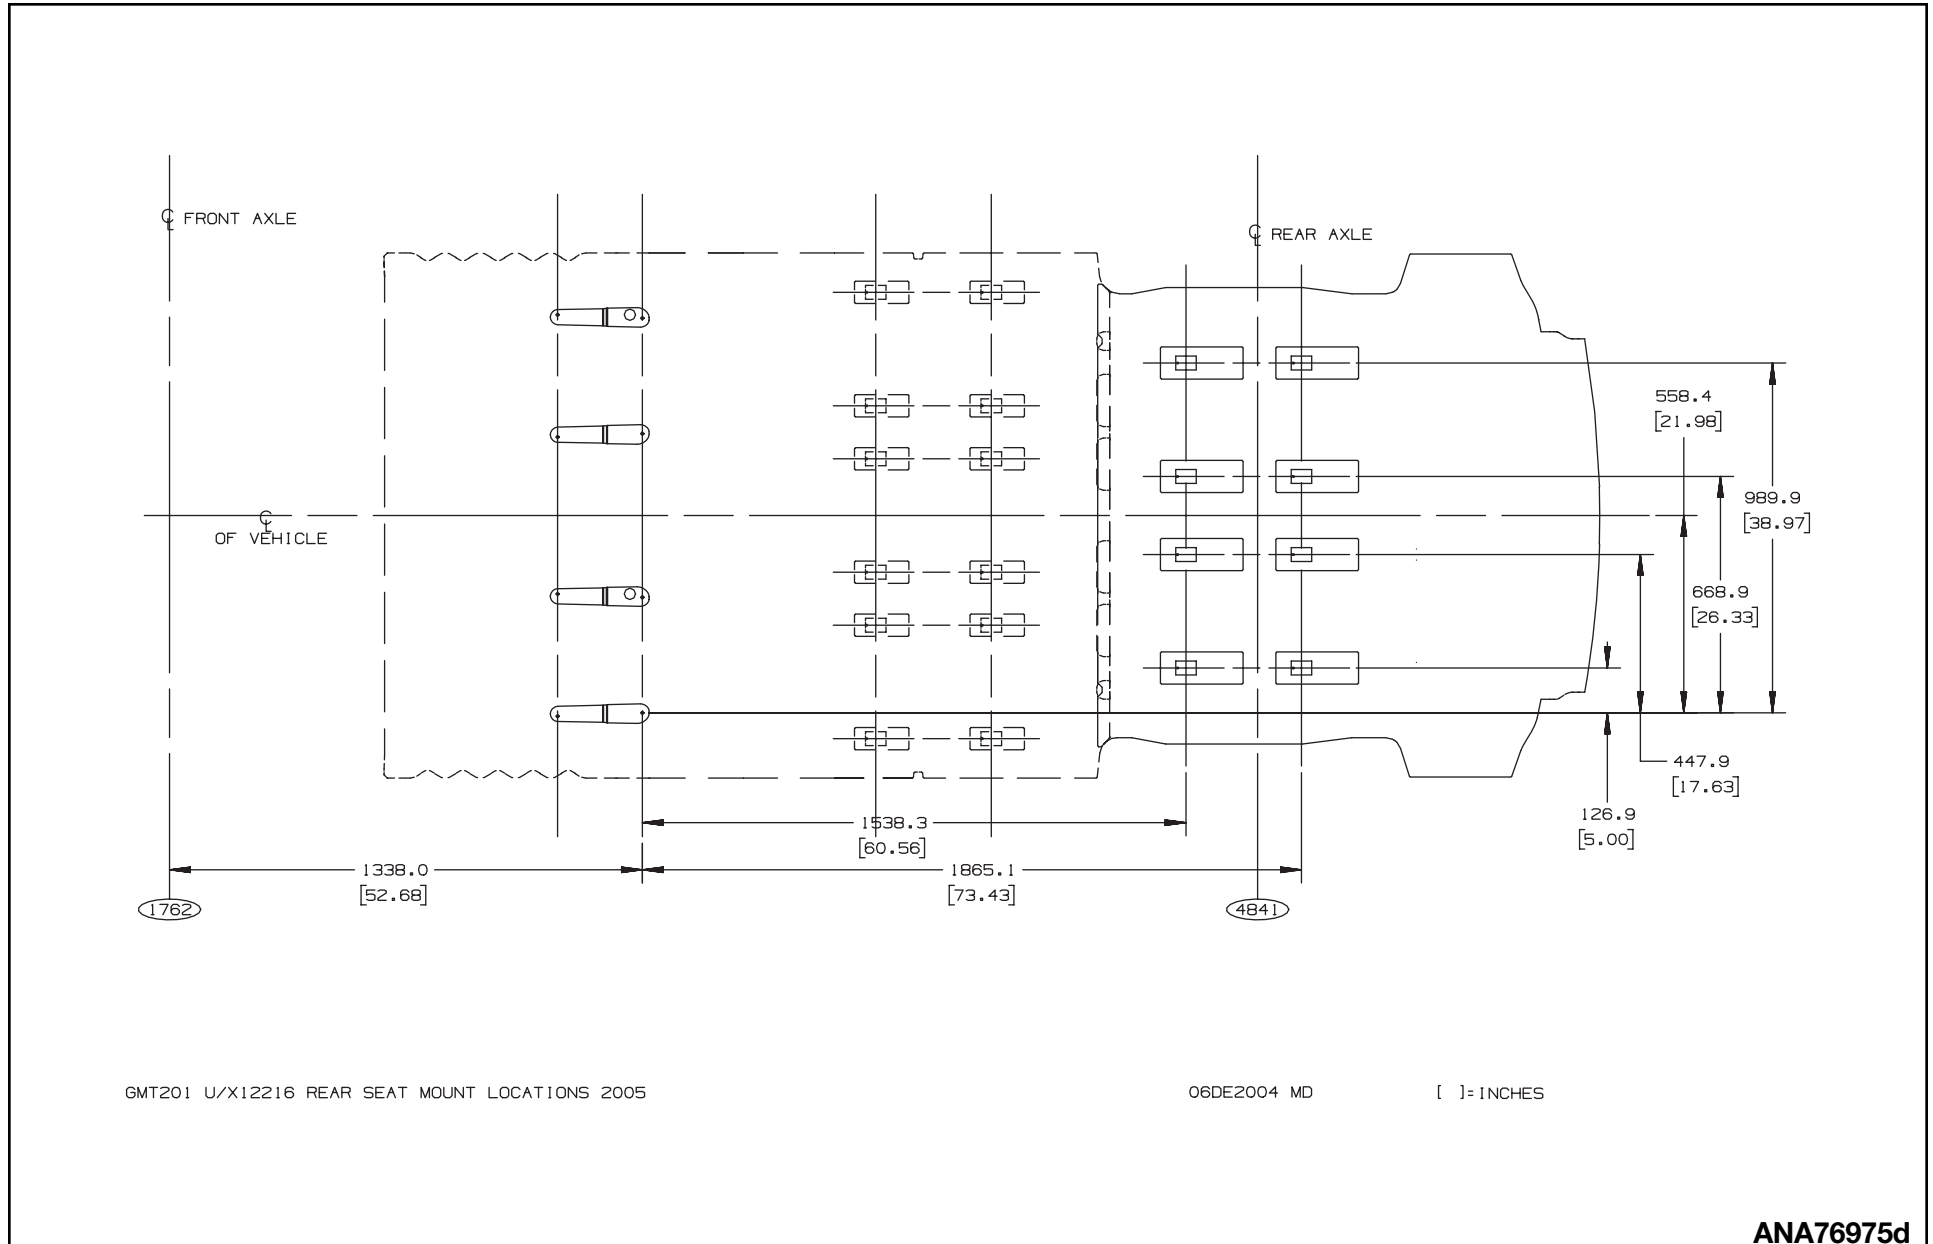 ℄ FRONT AXLE
℄ REAR AXLE
558.4
[21.98]
989.9
[38.97]
℄
OF VEHICLE
668.9
[26.33]
447.9
[17.63]
126.9
[5.00]
1538.3
[60.56]
1338.0
[52.68]
1865.1
[73.43]
1762
4841
GMT201 U/X12216 REAR SEAT MOUNT LOCATIONS 2005
06DE2004 MD
[ ]=INCHES
ANA76975d